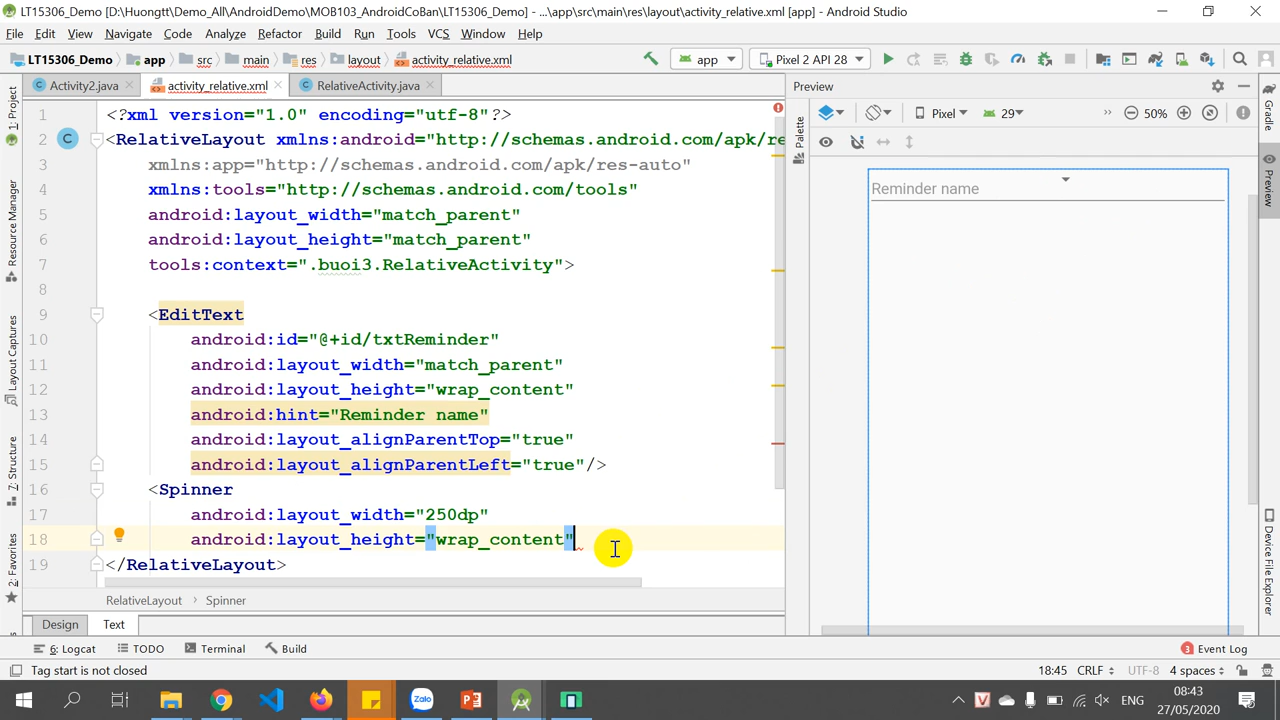 LT15306_Demo [D:\Huongtt\Demo_All\AndroidDemo\MOB103_AndroidCoBan\LT15306_Demo] - ...\app\src\main\res\layout\activity_relative.xml [app] - Android Studio
File Edit View Navigate Code Analyze Refactor Build Run Tools VCS Window Help
LT15306_Demo app src main res layout activity_relative.xml app Pixel 2 API 28
Activity2.java activity_relative.xml RelativeActivity.java Preview
1: Project
Resource Manager
Layout Captures
7: Structure
2: Favorites
1 <?xml version="1.0" encoding="utf-8"?>
2 <RelativeLayout xmlns:android="http://schemas.android.com/apk/re
3 xmlns:app="http://schemas.android.com/apk/res-auto"
4 xmlns:tools="http://schemas.android.com/tools"
5 android:layout_width="match_parent"
6 android:layout_height="match_parent"
7 tools:context=".buoi3.RelativeActivity">
8
9 <EditText
10 android:id="@+id/txtReminder"
11 android:layout_width="match_parent"
12 android:layout_height="wrap_content"
13 android:hint="Reminder name"
14 android:layout_alignParentTop="true"
15 android:layout_alignParentLeft="true"/>
16 <Spinner
17 android:layout_width="250dp"
18 android:layout_height="wrap_content"
19 </RelativeLayout>
RelativeLayout › Spinner
Design Text
Palette
Pixel 29 » 50%
Reminder name
Gradle
Preview
Device File Explorer
6: Logcat TODO Terminal Build 3 Event Log
Tag start is not closed 18:45 CRLF UTF-8 4 spaces
Zalo
ENG
08:43
27/05/2020